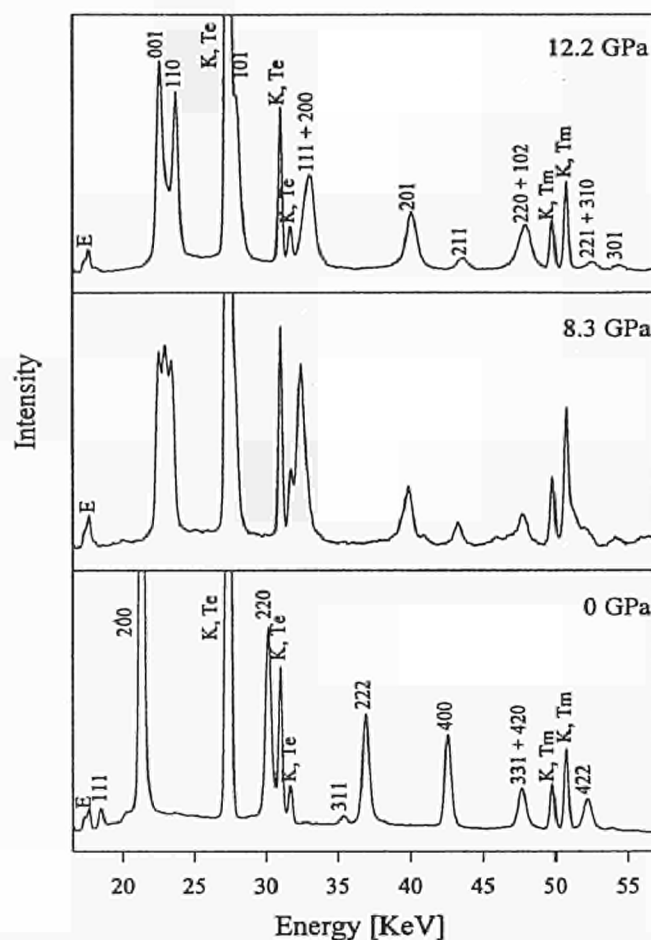 12.2 GPa
E
001
110
K, Te
101
K, Te
K, Te
111 + 200
201
211
220 + 102
K, Tm
K, Tm
221 + 310
301
8.3 GPa
E
Intensity
0 GPa
E
111
200
K, Te
220
K, Te
K, Te
311
222
400
331 + 420
K, Tm
K, Tm
422
20 25 30 35 40 45 50 55
Energy [KeV]